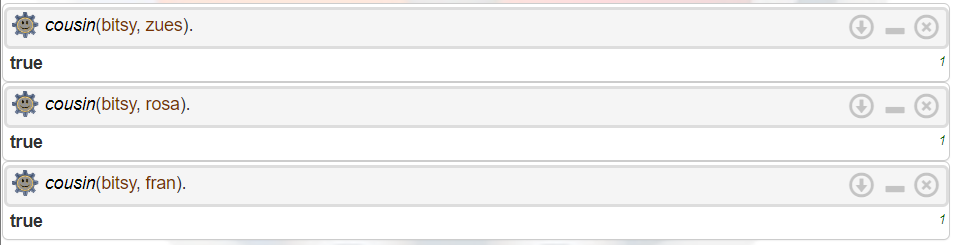 cousin(bitsy, zues).
true
1
cousin(bitsy, rosa).
true
1
cousin(bitsy, fran).
true
1